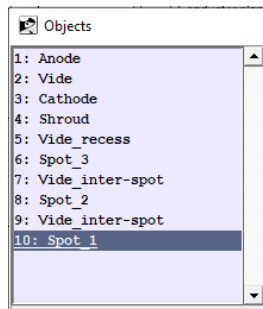 Objects
1: Anode
2: Vide
3: Cathode
4: Shroud
5: Vide_recess
6: Spot_3
7: Vide_inter-spot
8: Spot_2
9: Vide_inter-spot
10: Spot_1